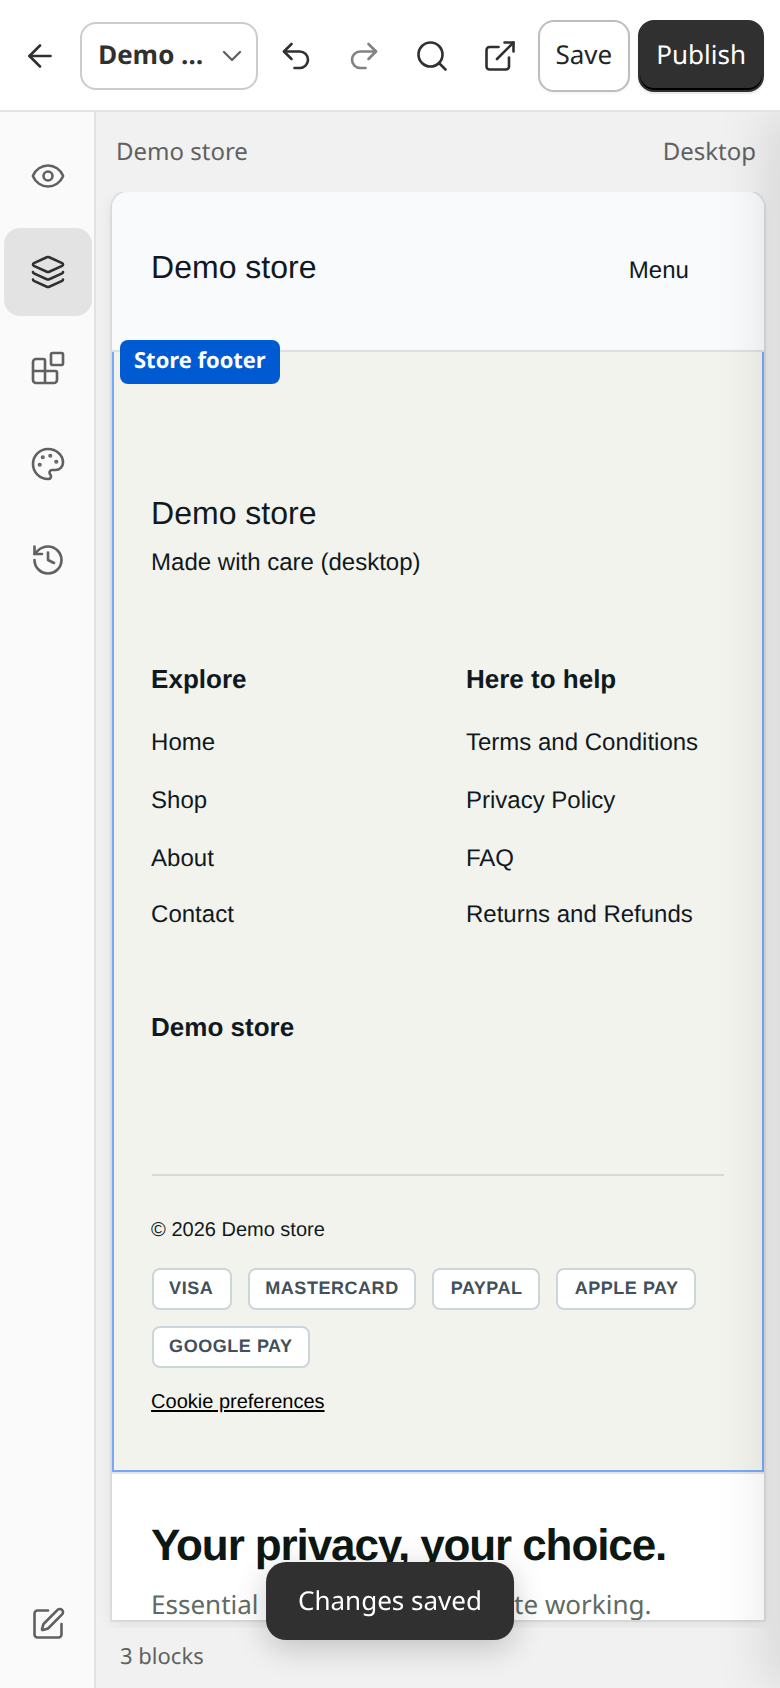 Demo ...
Save
Publish
Demo store
Desktop
Demo store
Menu
Store footer
Demo store
Made with care (desktop)
Explore
Here to help
Home
Terms and Conditions
Shop
Privacy Policy
About
FAQ
Contact
Returns and Refunds
Demo store
© 2026 Demo store
VISA
MASTERCARD
PAYPAL
APPLE PAY
GOOGLE PAY
Cookie preferences
Your privacy, your choice.
Essential
working.
Changes saved
3 blocks